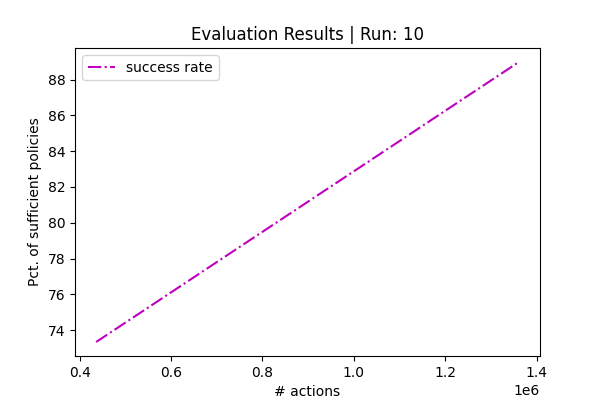 Evaluation Results | Run: 10
success rate
Pct. of sufficient policies
88
86
84
82
80
78
76
74
0.4 0.6 0.8 1.0 1.2 1.4
1e6
# actions